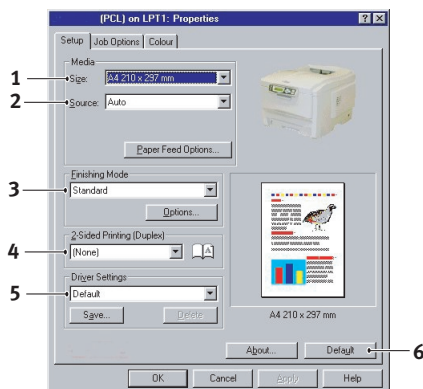 (PCL) on LPT1: Properties
Setup Job Options Colour
Media
1 Size: A4 210 x 297 mm
2 Source: Auto
Paper Feed Options...
Finishing Mode
3 Standard
Options...
2-Sided Printing (Duplex)
4 (None)
A
Driver Settings
5 Default
Save... Delete
A4 210 x 297 mm
About... Default 6
OK Cancel Apply Help